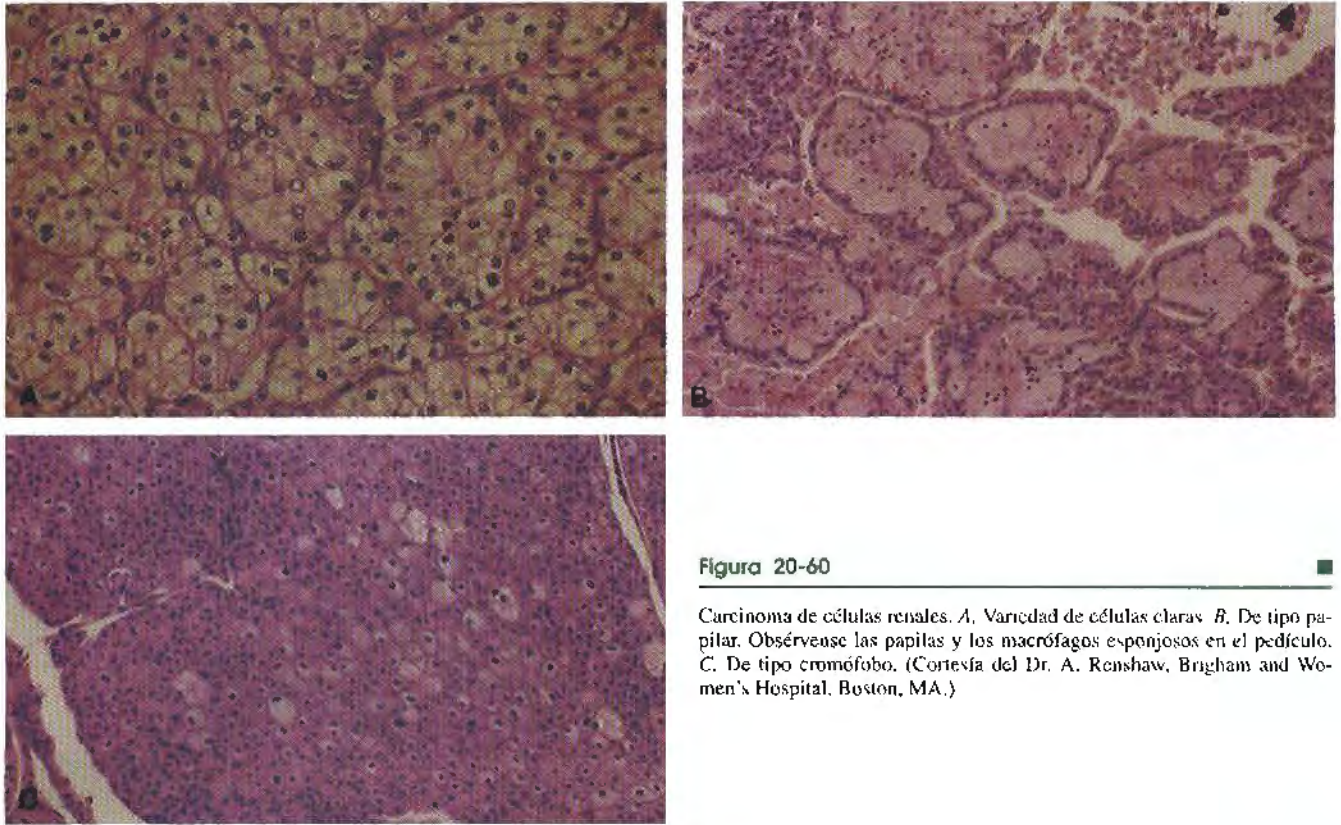 A
B
C
Figura 20-60
Carcinoma de células renales. A, Variedad de células claras. B, De tipo pa-
pilar. Obsérvense las papilas y los macrófagos esponjosos en el pedículo.
C, De tipo cromófobo. (Cortesía del Dr. A. Renshaw, Brigham and Wo-
men's Hospital, Boston, MA.)